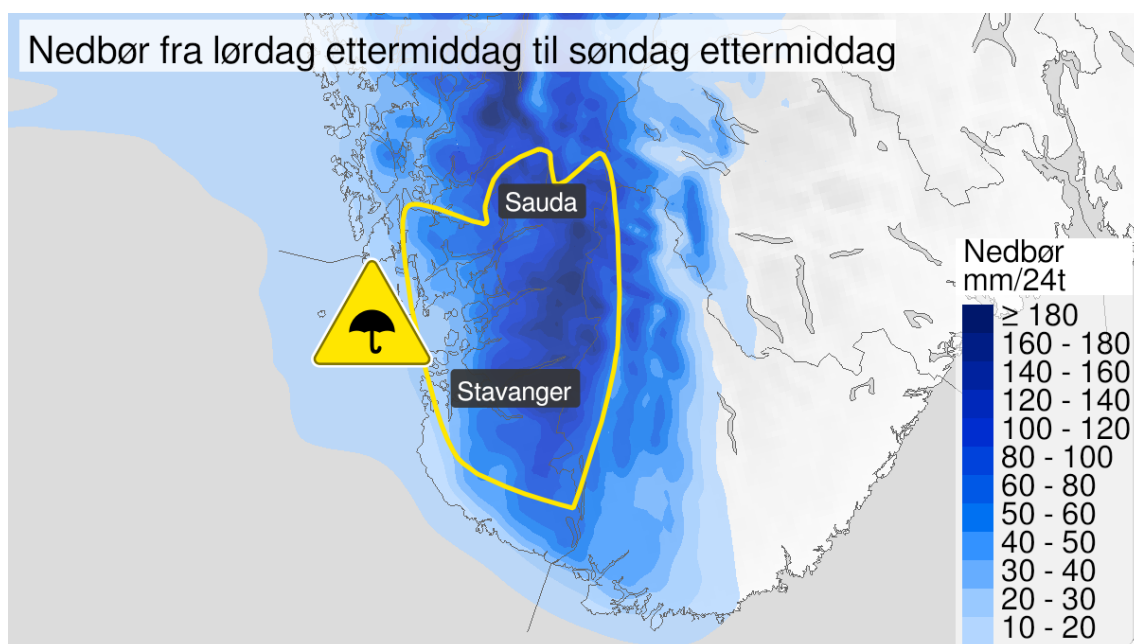 Nedbør fra lørdag ettermiddag til søndag ettermiddag
Sauda
Stavanger
Nedbør
mm/24t
≥ 180
160 - 180
140 - 160
120 - 140
100 - 120
80 - 100
60 - 80
50 - 60
40 - 50
30 - 40
20 - 30
10 - 20